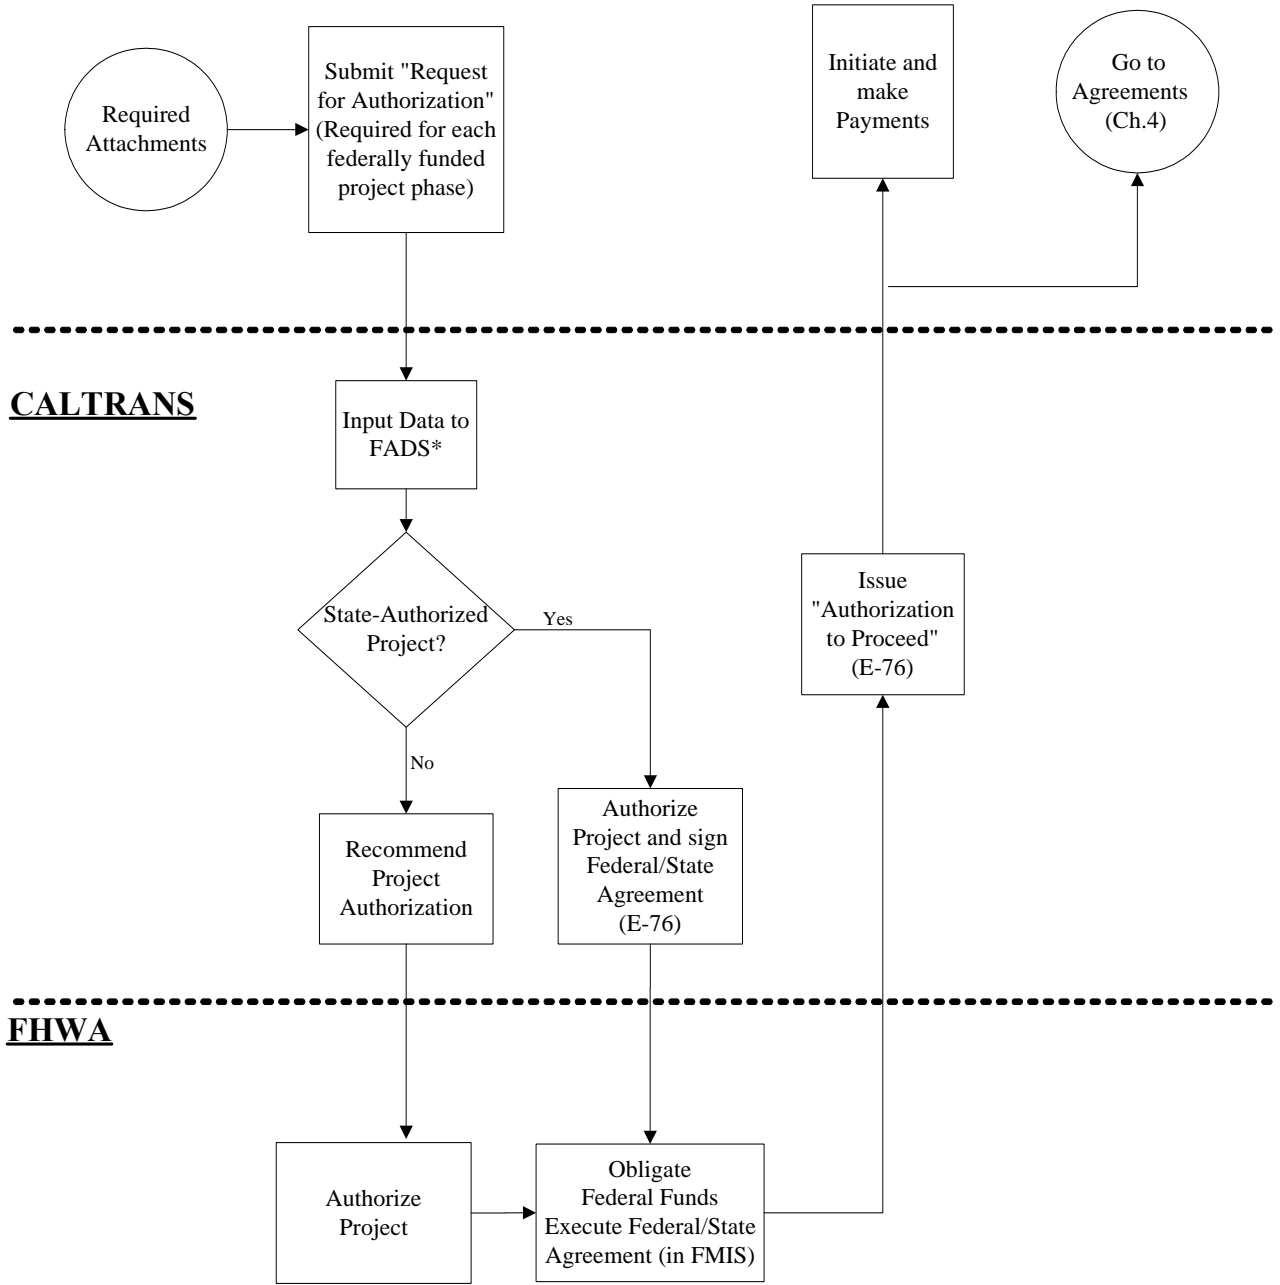 Required
Attachments
Submit "Request
for Authorization"
(Required for each
federally funded
project phase)
Initiate and
make
Payments
Go to
Agreements
(Ch.4)
CALTRANS
Input Data to
FADS*
State-Authorized
Project?
Yes
No
Issue
"Authorization
to Proceed"
(E-76)
Recommend
Project
Authorization
Authorize
Project and sign
Federal/State
Agreement
(E-76)
FHWA
Authorize
Project
Obligate
Federal Funds
Execute Federal/State
Agreement (in FMIS)